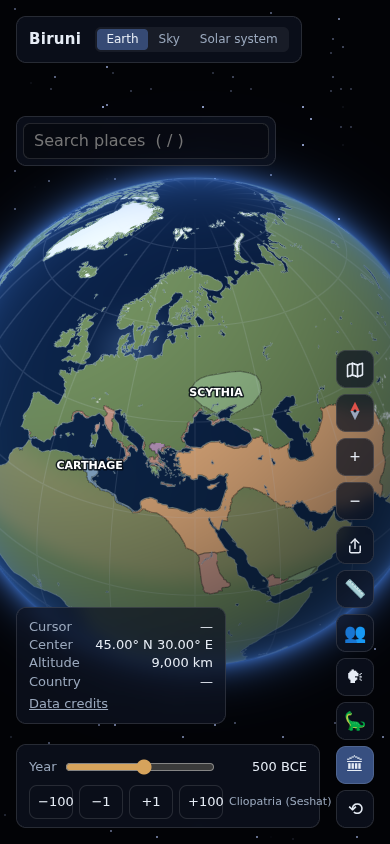 Biruni Earth Sky Solar system
Search places ( / )
SCYTHIA
CARTHAGE
+
−
Cursor —
Center 45.00° N 30.00° E
Altitude 9,000 km
Country —
Data credits
Year 500 BCE
−100 −1 +1 +100 Cliopatria (Seshat)